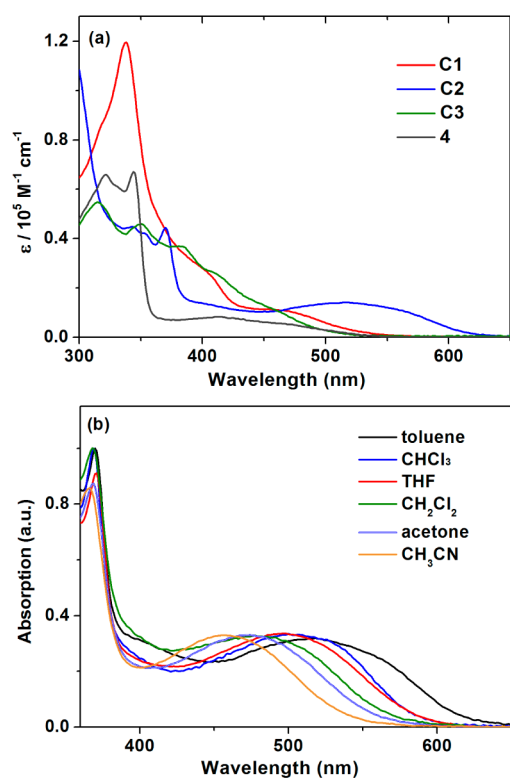 (a)
C1
C2
C3
4
1.2
0.8
0.4
0.0
ε / 10⁵ M⁻¹ cm⁻¹
300 400 500 600
Wavelength (nm)
(b)
toluene
CHCl₃
THF
CH₂Cl₂
acetone
CH₃CN
0.8
0.4
0.0
Absorption (a.u.)
400 500 600
Wavelength (nm)